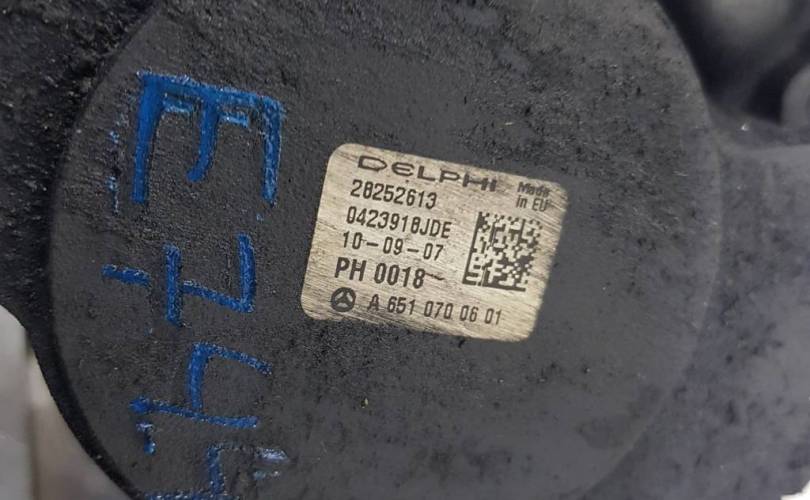 DELPHI
Made
in EU
28252613
0423918JDE
10-09-07
PH 0018
A 651 070 06 01